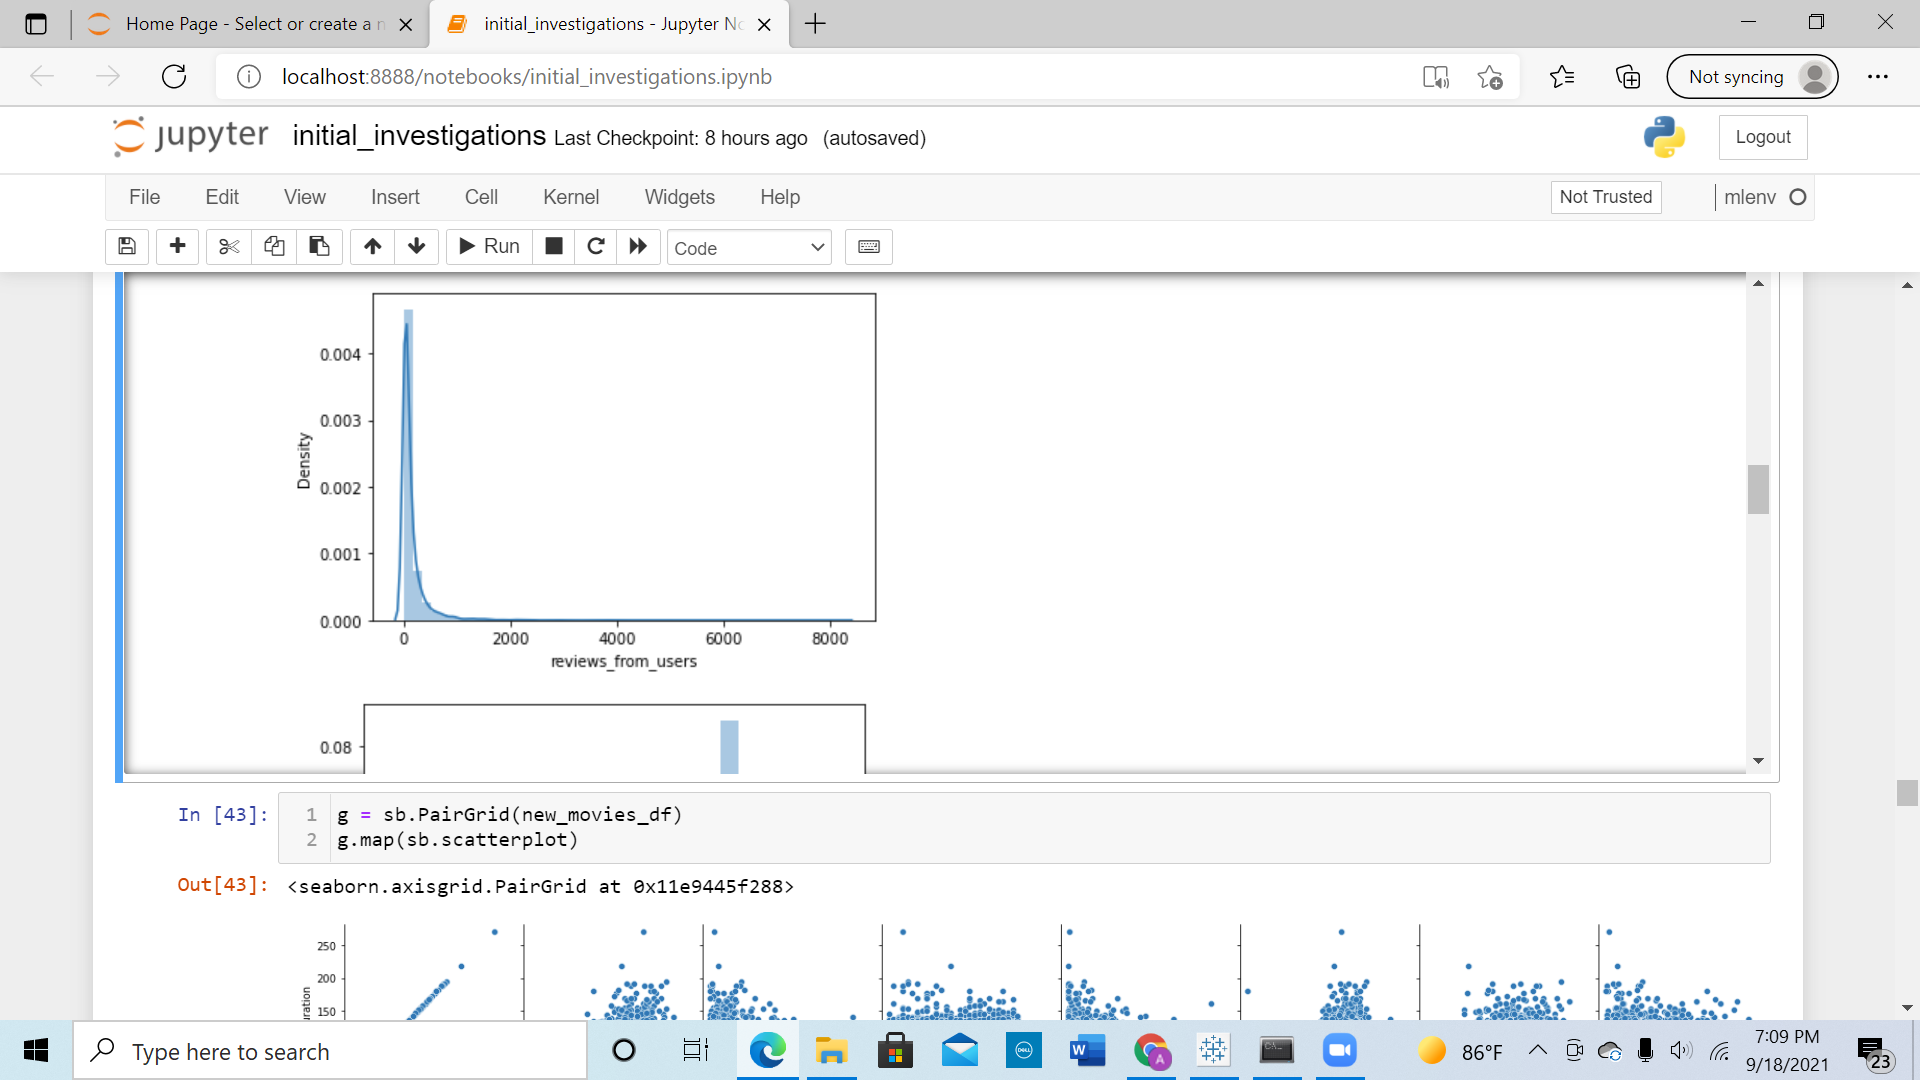 Home Page - Select or create a n
initial_investigations - Jupyter No
localhost:8888/notebooks/initial_investigations.ipynb
Not syncing
jupyter initial_investigations Last Checkpoint: 8 hours ago (autosaved)
Logout
File Edit View Insert Cell Kernel Widgets Help
Not Trusted
mlenv
Run
Code
0.004
0.003
0.002
0.001
0.000
Density
0 2000 4000 6000 8000
reviews_from_users
0.08
In [43]:
1 g = sb.PairGrid(new_movies_df)
2 g.map(sb.scatterplot)
Out[43]: <seaborn.axisgrid.PairGrid at 0x11e9445f288>
250
200
150
uration
Type here to search
DELL
W
A
C:\_
86°F
7:09 PM
9/18/2021
23